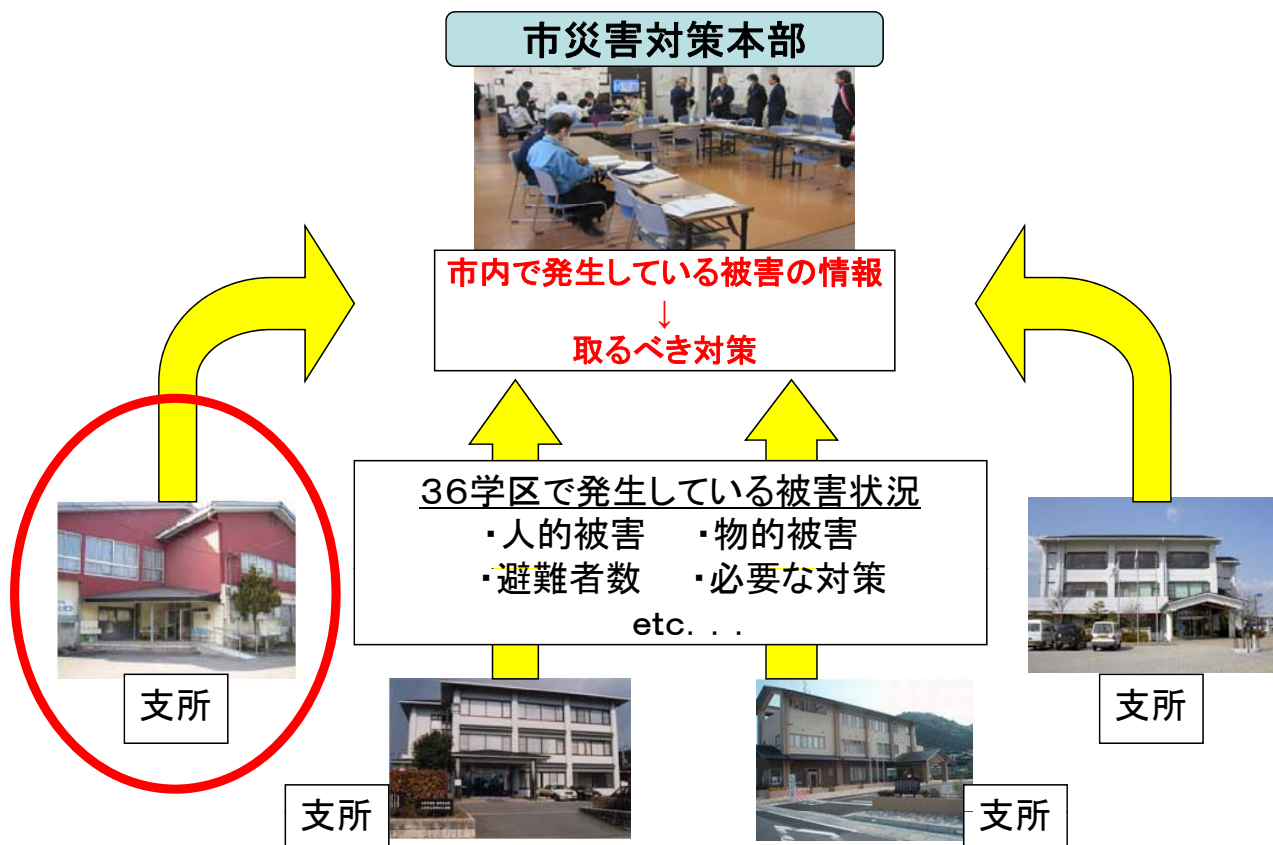 市災害対策本部
市内で発生している被害の情報
↓
取るべき対策
36学区で発生している被害状況
・人的被害 ・物的被害
・避難者数 ・必要な対策
etc．．．
支所
支所
支所
支所